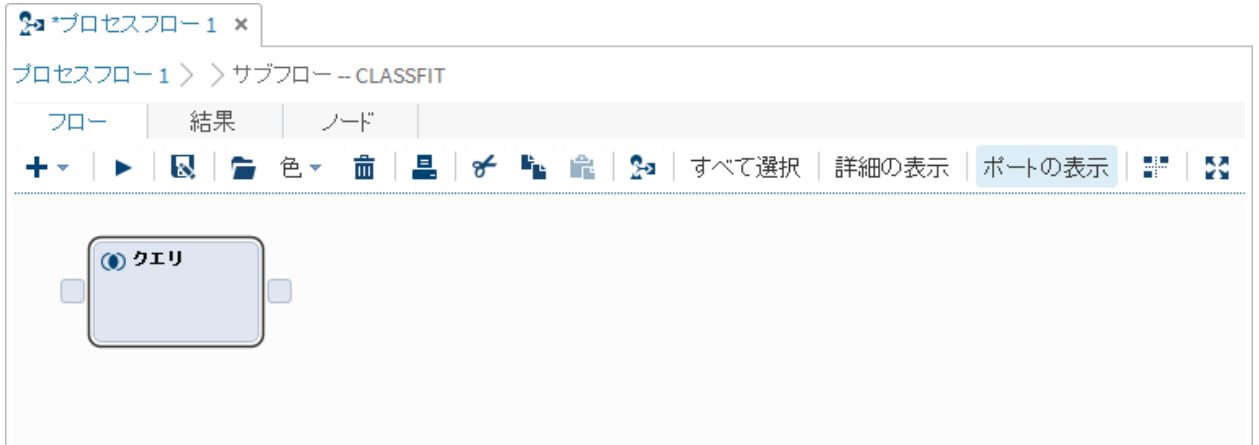 *プロセスフロー 1 ×
プロセスフロー 1 > > サブフロー -- CLASSFIT
フロー 結果 ノード
色 すべて選択 詳細の表示 ポートの表示
クエリ